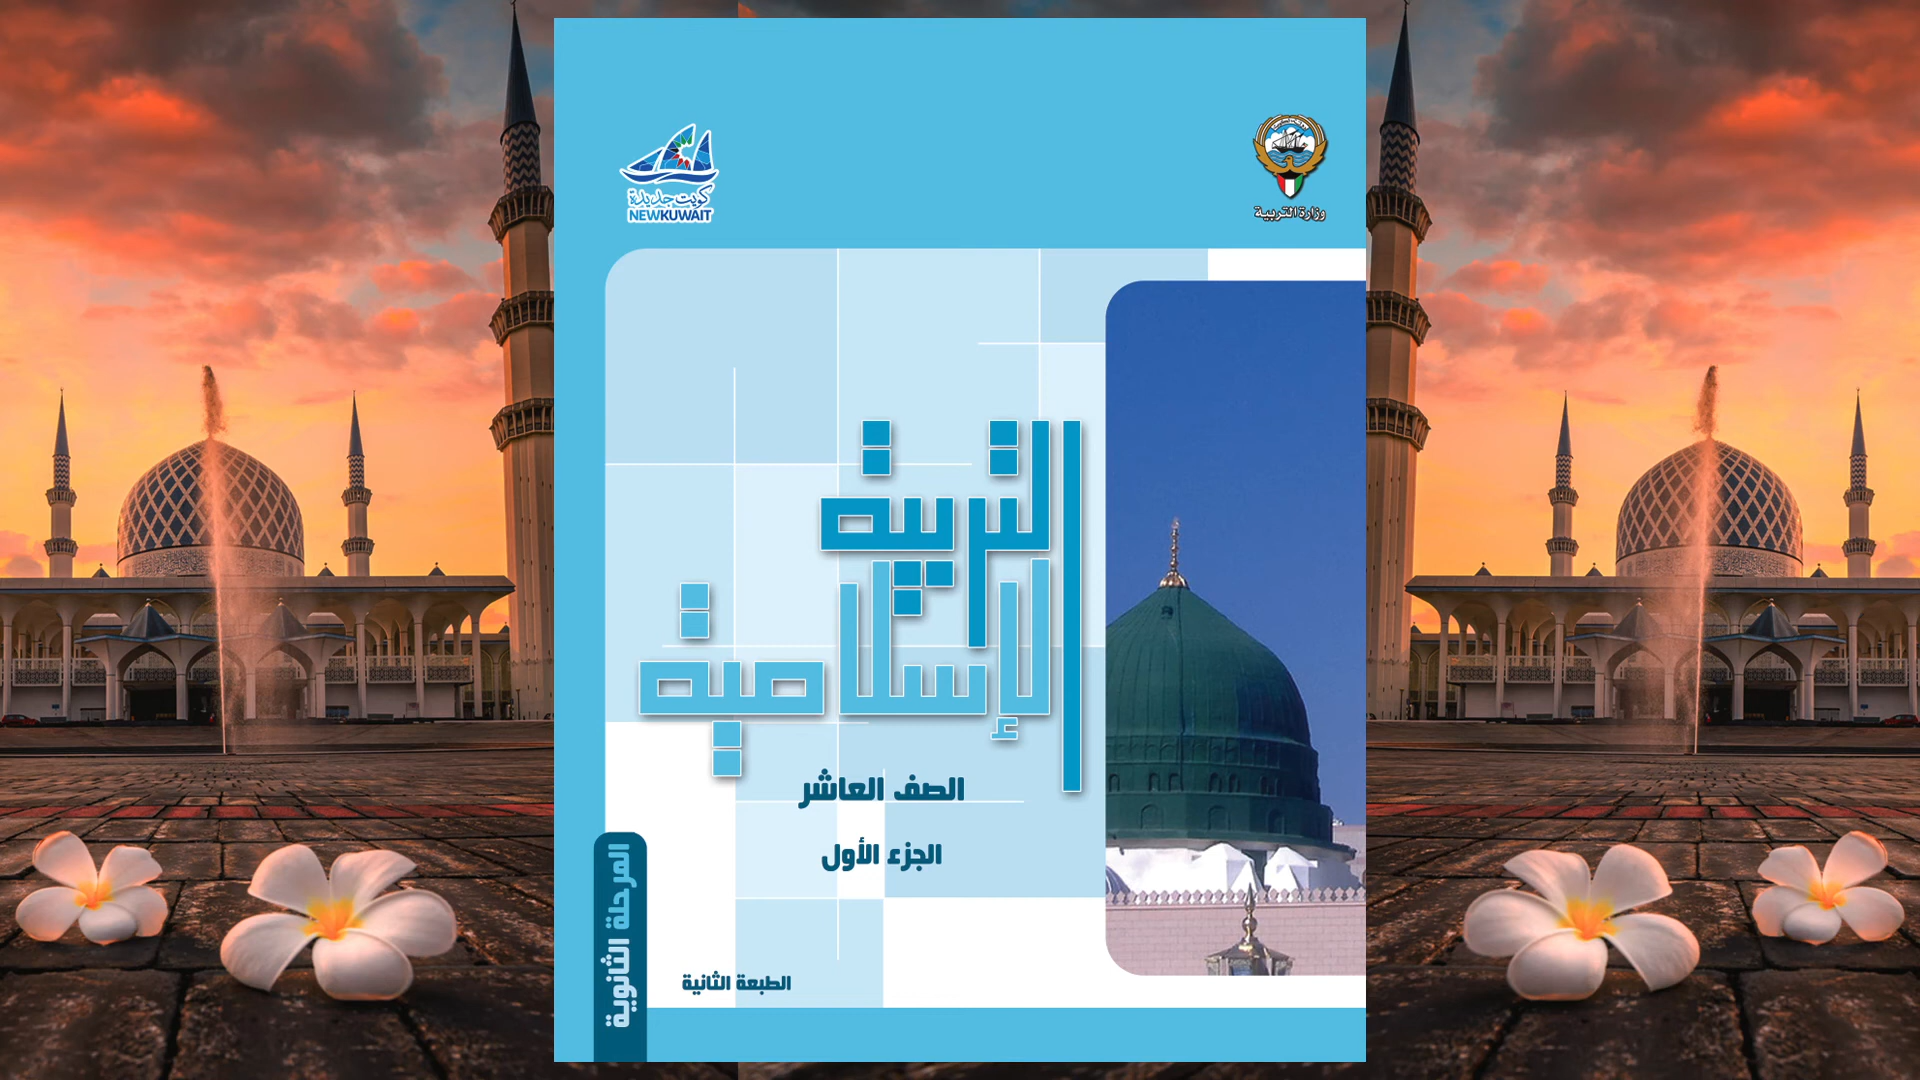 كويت جديدة
NEWKUWAIT
وزارة التربية
التربية
الإسلامية
الصف العاشر
الجزء الأول
المرحلة الثانوية
الطبعة الثانية